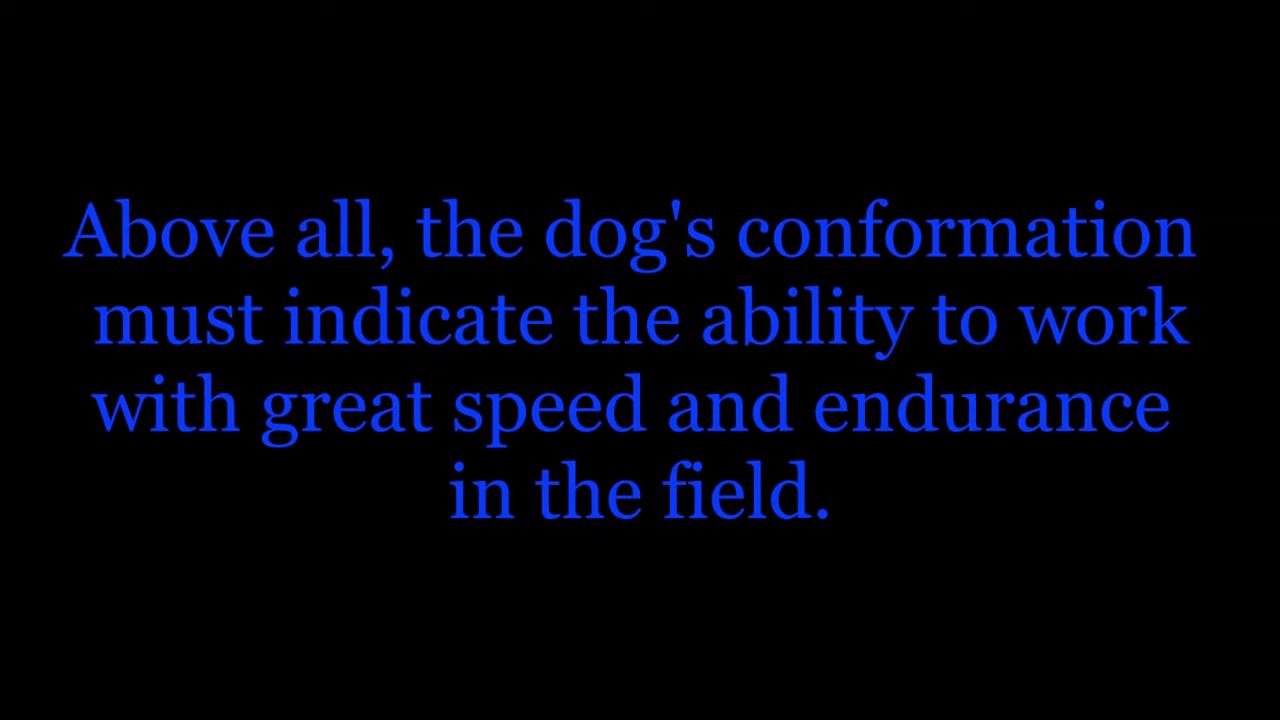 Above all, the dog's conformation
must indicate the ability to work
with great speed and endurance
in the field.